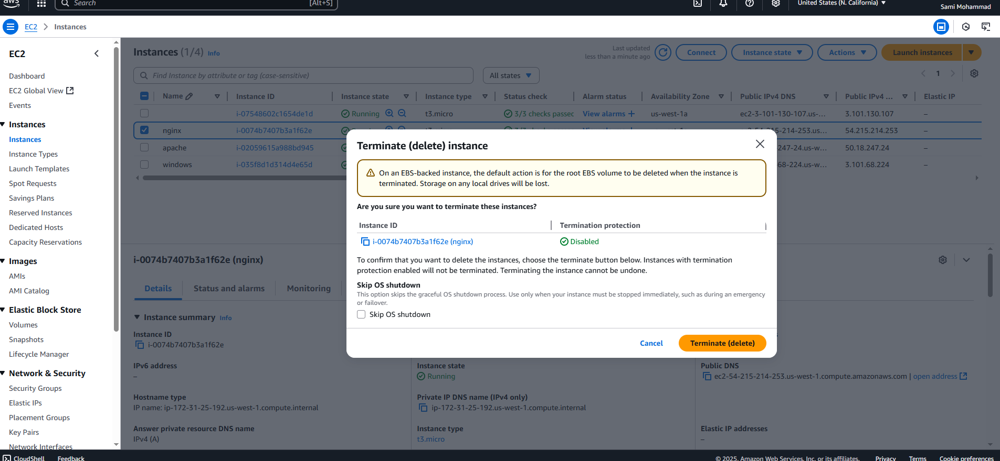 aws
Search
[Alt+S]
United States (N. California)
Sami Mohammad
EC2
Instances
EC2
Dashboard
EC2 Global View
Events
Instances
Instances
Instance Types
Launch Templates
Spot Requests
Savings Plans
Reserved Instances
Dedicated Hosts
Capacity Reservations
Images
AMIs
AMI Catalog
Elastic Block Store
Volumes
Snapshots
Lifecycle Manager
Network & Security
Security Groups
Elastic IPs
Placement Groups
Key Pairs
Network Interfaces
Instances (1/4) Info
Last updated
less than a minute ago
Connect
Instance state
Actions
Launch instances
Find Instance by attribute or tag (case-sensitive)
All states
1
Name Instance ID Instance state Instance type Status check Alarm status Availability Zone Public IPv4 DNS Public IPv4 ... Elastic IP
i-07548602c1654de1d Running t3.micro 3/3 checks passec View alarms + us-west-1a ec2-3-101-130-107.us-... 3.101.130.107 –
nginx i-0074b7407b3a1f62e 54.215.214.253 –
apache i-02059615a988bd945 50.18.247.24 –
windows i-035f8d1d314d4e65d 3.101.68.224 –
Terminate (delete) instance
On an EBS-backed instance, the default action is for the root EBS volume to be deleted when the instance is
terminated. Storage on any local drives will be lost.
Are you sure you want to terminate these instances?
Instance ID Termination protection
i-0074b7407b3a1f62e (nginx) Disabled
To confirm that you want to delete the instances, choose the terminate button below. Instances with termination
protection enabled will not be terminated. Terminating the instance cannot be undone.
Skip OS shutdown
This option skips the graceful OS shutdown process. Use only when your instance must be stopped immediately, such as during an emergency
or failover.
Skip OS shutdown
Cancel
Terminate (delete)
i-0074b7407b3a1f62e (nginx)
Details
Status and alarms
Monitoring
Instance summary Info
Instance ID
i-0074b7407b3a1f62e
IPv6 address
–
Instance state
Running
Public DNS
ec2-54-215-214-253.us-west-1.compute.amazonaws.com | open address
Hostname type
IP name: ip-172-31-25-192.us-west-1.compute.internal
Private IP DNS name (IPv4 only)
ip-172-31-25-192.us-west-1.compute.internal
Answer private resource DNS name
IPv4 (A)
Instance type
t3.micro
Elastic IP addresses
–
CloudShell
Feedback
© 2025, Amazon Web Services, Inc. or its affiliates.
Privacy
Terms
Cookie preferences